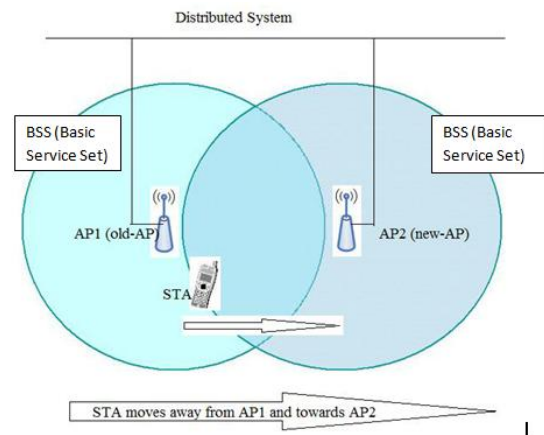 Distributed System
BSS (Basic
Service Set)
BSS (Basic
Service Set)
AP1 (old-AP)
AP2 (new-AP)
STA
STA moves away from AP1 and towards AP2